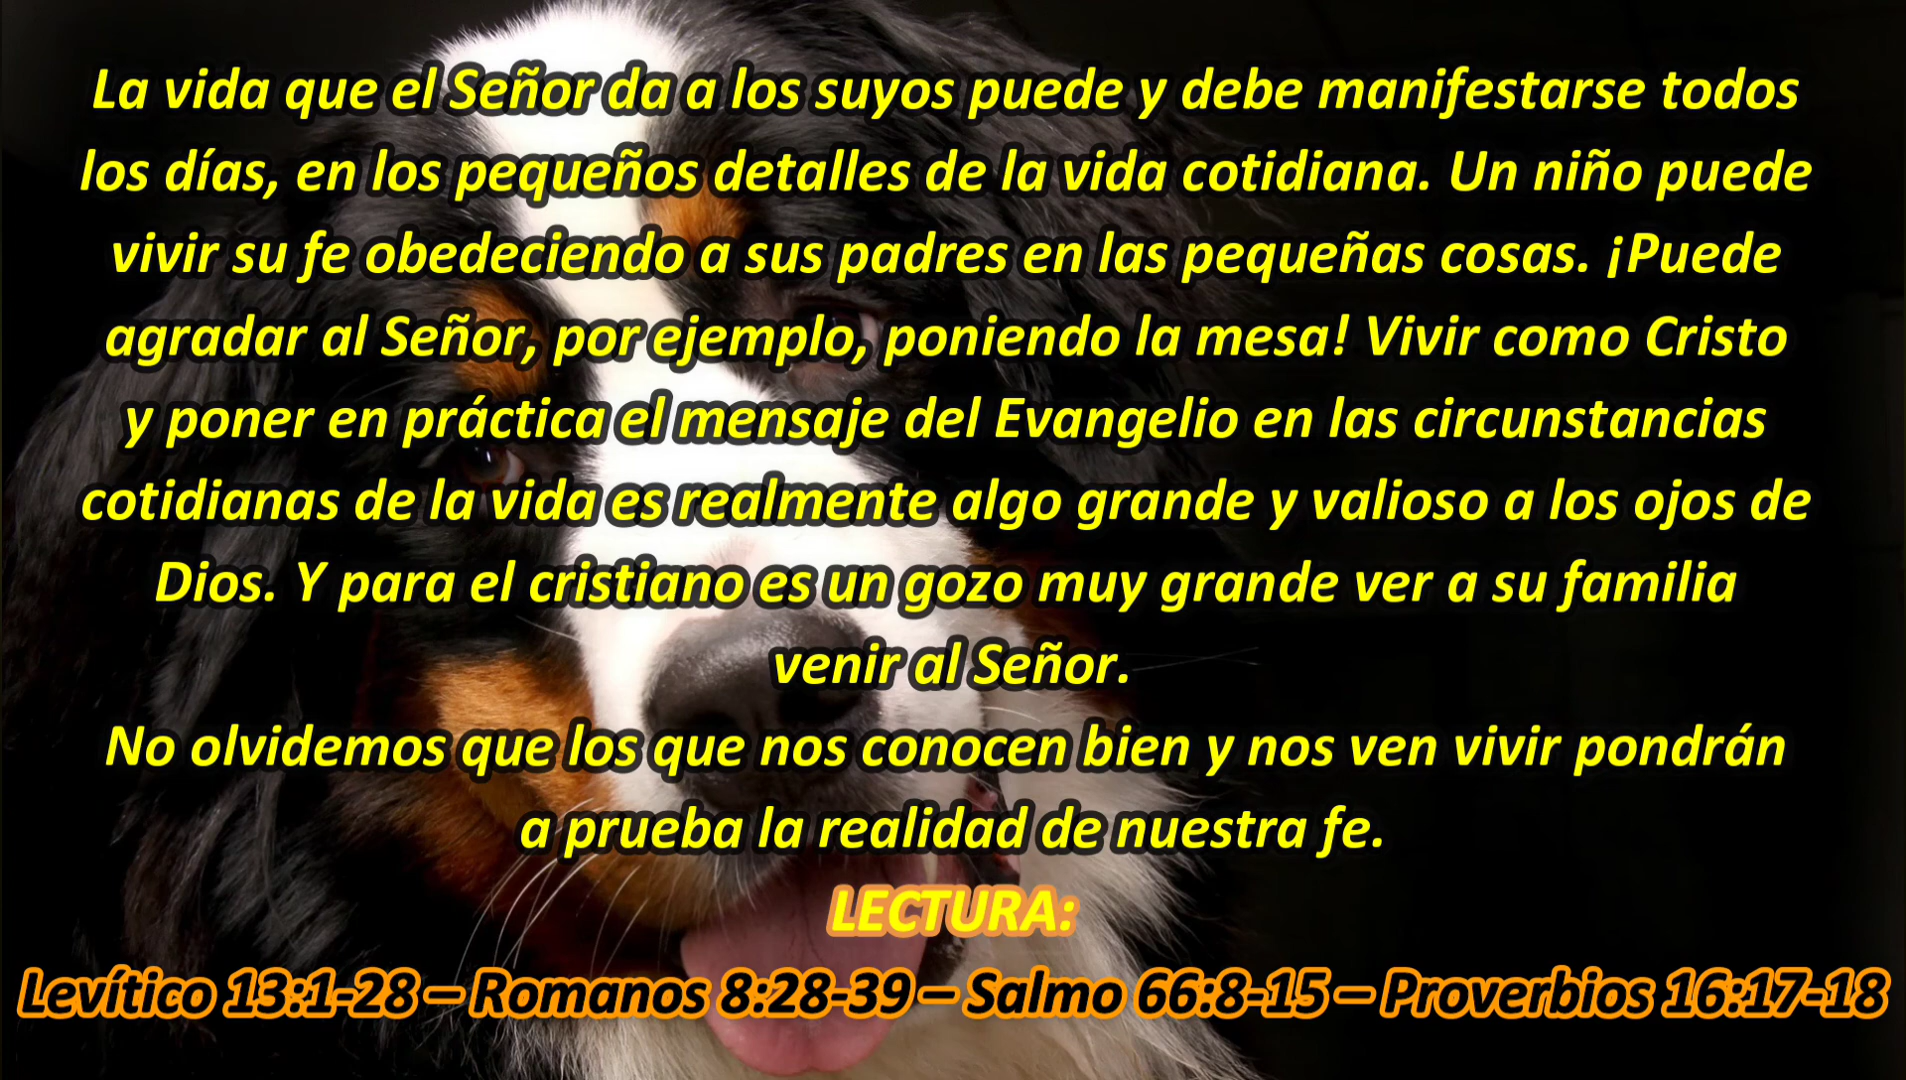 La vida que el Señor da a los suyos puede y debe manifestarse todos
los días, en los pequeños detalles de la vida cotidiana. Un niño puede
vivir su fe obedeciendo a sus padres en las pequeñas cosas. ¡Puede
agradar al Señor, por ejemplo, poniendo la mesa! Vivir como Cristo
y poner en práctica el mensaje del Evangelio en las circunstancias
cotidianas de la vida es realmente algo grande y valioso a los ojos de
Dios. Y para el cristiano es un gozo muy grande ver a su familia
venir al Señor.
No olvidemos que los que nos conocen bien y nos ven vivir pondrán
a prueba la realidad de nuestra fe.
LECTURA:
Levítico 13:1-28 – Romanos 8:28-39 – Salmo 66:8-15 – Proverbios 16:17-18